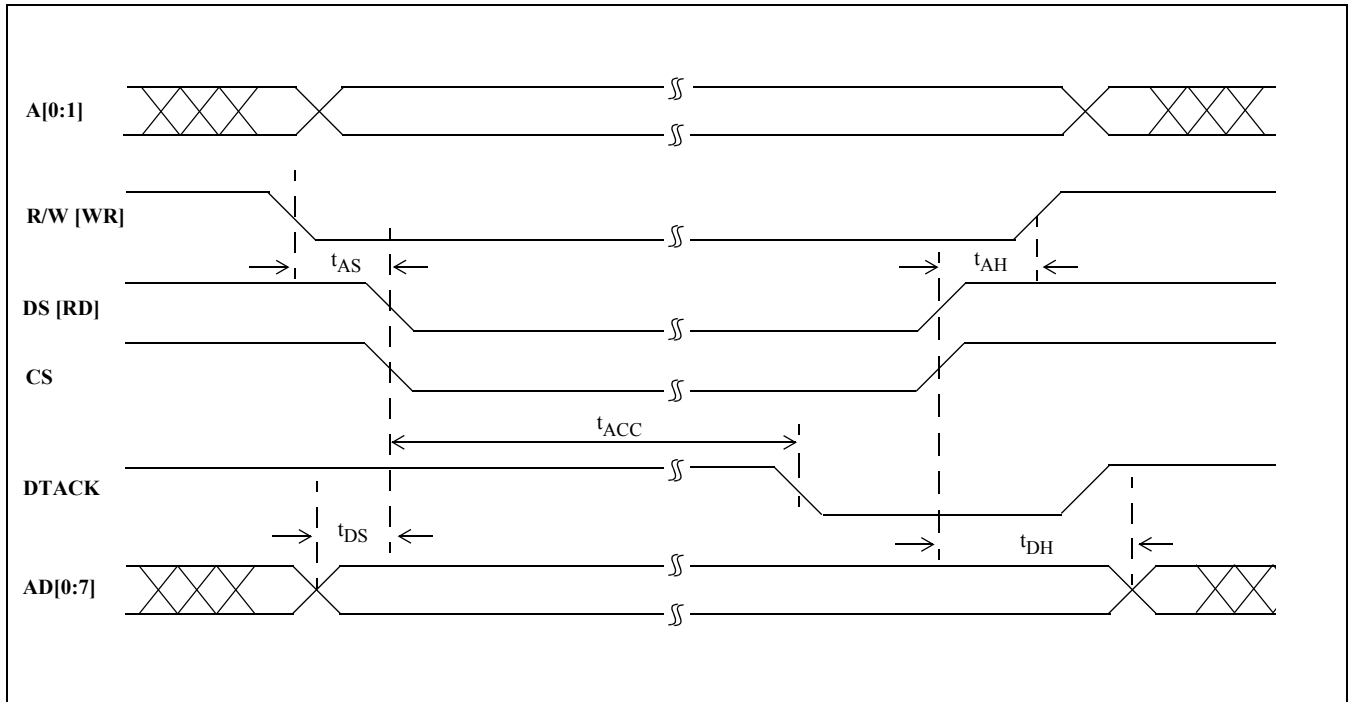 A[0:1]
R/W [WR]
tAS
tAH
DS [RD]
CS
tACC
DTACK
tDS
tDH
AD[0:7]